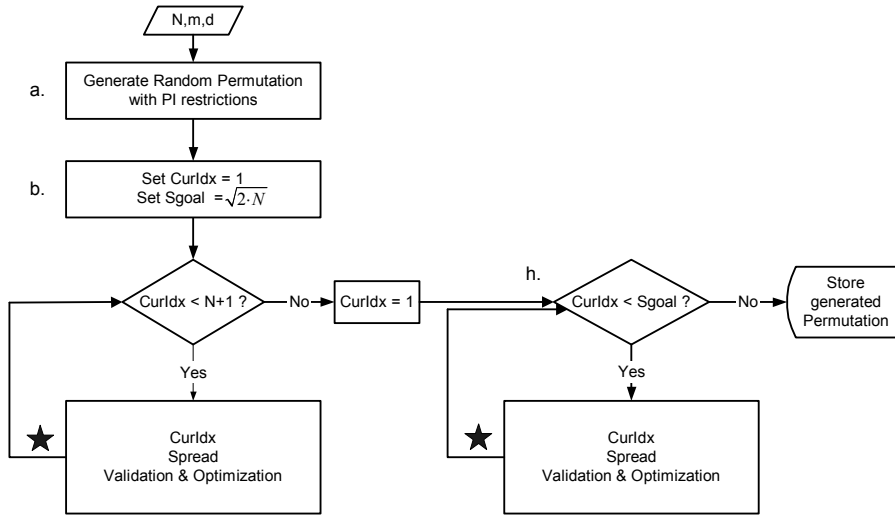 N,m,d
a.
Generate Random Permutation
with PI restrictions
b.
Set CurIdx = 1
Set Sgoal =√2·N
CurIdx < N+1 ?
No
CurIdx = 1
h.
CurIdx < Sgoal ?
No
Store
generated
Permutation
Yes
Yes
CurIdx
Spread
Validation & Optimization
CurIdx
Spread
Validation & Optimization